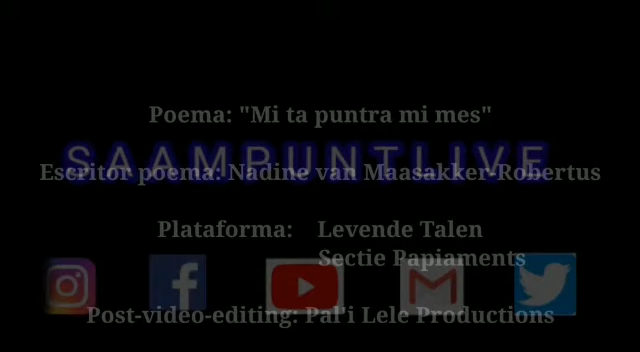 Poema: "Mi ta puntra mi mes"
SAAMPUNTLIVE
Escritor poema: Nadine van Maasakker-Robertus
Plataforma: Levende Talen
Sectie Papiaments
Post-video-editing: Pal'i Lele Productions